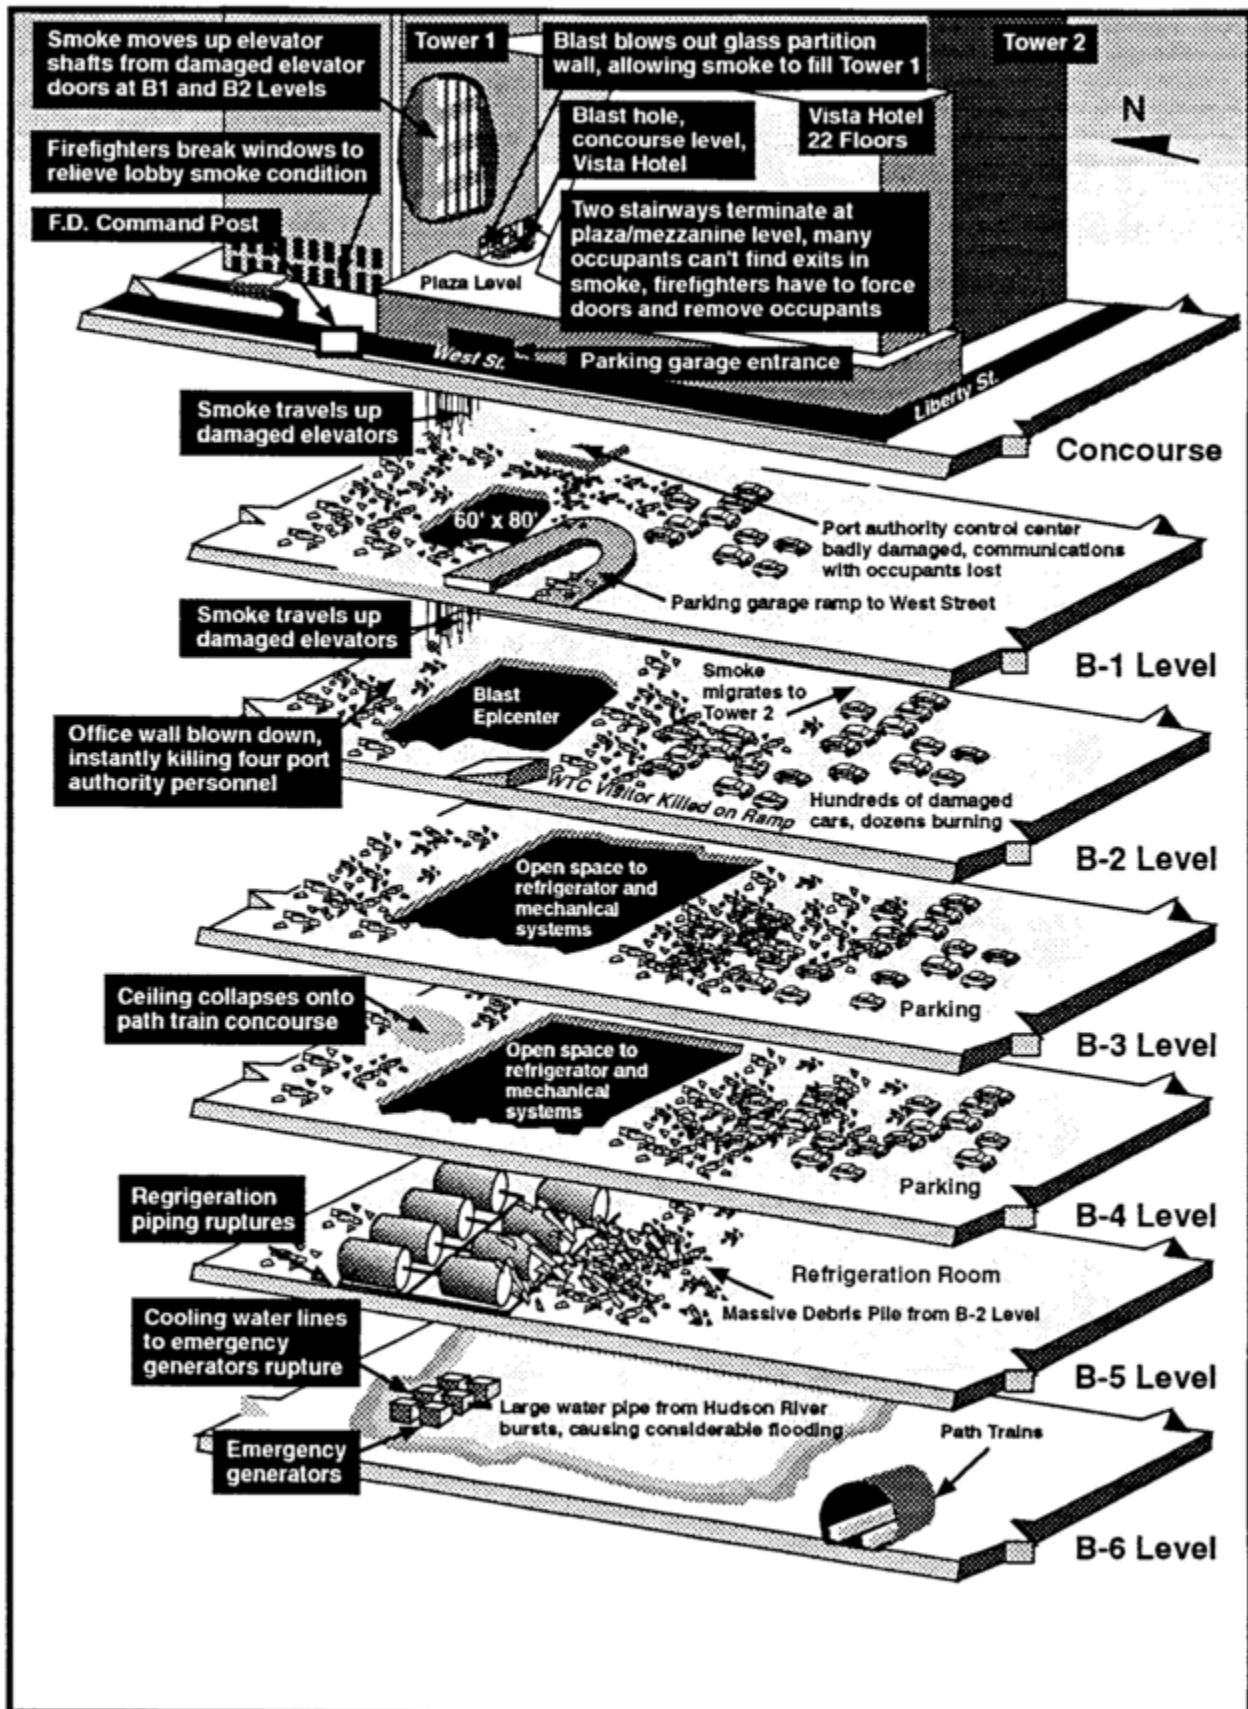 Smoke moves up elevator
shafts from damaged elevator
doors at B1 and B2 Levels
Tower 1
Blast blows out glass partition
wall, allowing smoke to fill Tower 1
Tower 2
Blast hole,
concourse level,
Vista Hotel
Vista Hotel
22 Floors
N
Firefighters break windows to
relieve lobby smoke condition
F.D. Command Post
Two stairways terminate at
plaza/mezzanine level, many
occupants can't find exits in
smoke, firefighters have to force
doors and remove occupants
Plaza Level
West St.
Parking garage entrance
Liberty St.
Concourse
Smoke travels up
damaged elevators
60' x 80'
Port authority control center
badly damaged, communications
with occupants lost
Parking garage ramp to West Street
B-1 Level
Smoke travels up
damaged elevators
Smoke
migrates to
Tower 2
Blast
Epicenter
Office wall blown down,
instantly killing four port
authority personnel
WTC Visitor Killed on Ramp
Hundreds of damaged
cars, dozens burning
B-2 Level
Open space to
refrigerator and
mechanical
systems
Parking
B-3 Level
Ceiling collapses onto
path train concourse
Open space to
refrigerator and
mechanical
systems
Parking
B-4 Level
Regrigeration
piping ruptures
Refrigeration Room
Massive Debris Pile from B-2 Level
B-5 Level
Cooling water lines
to emergency
generators rupture
Large water pipe from Hudson River
bursts, causing considerable flooding
Path Trains
Emergency
generators
B-6 Level